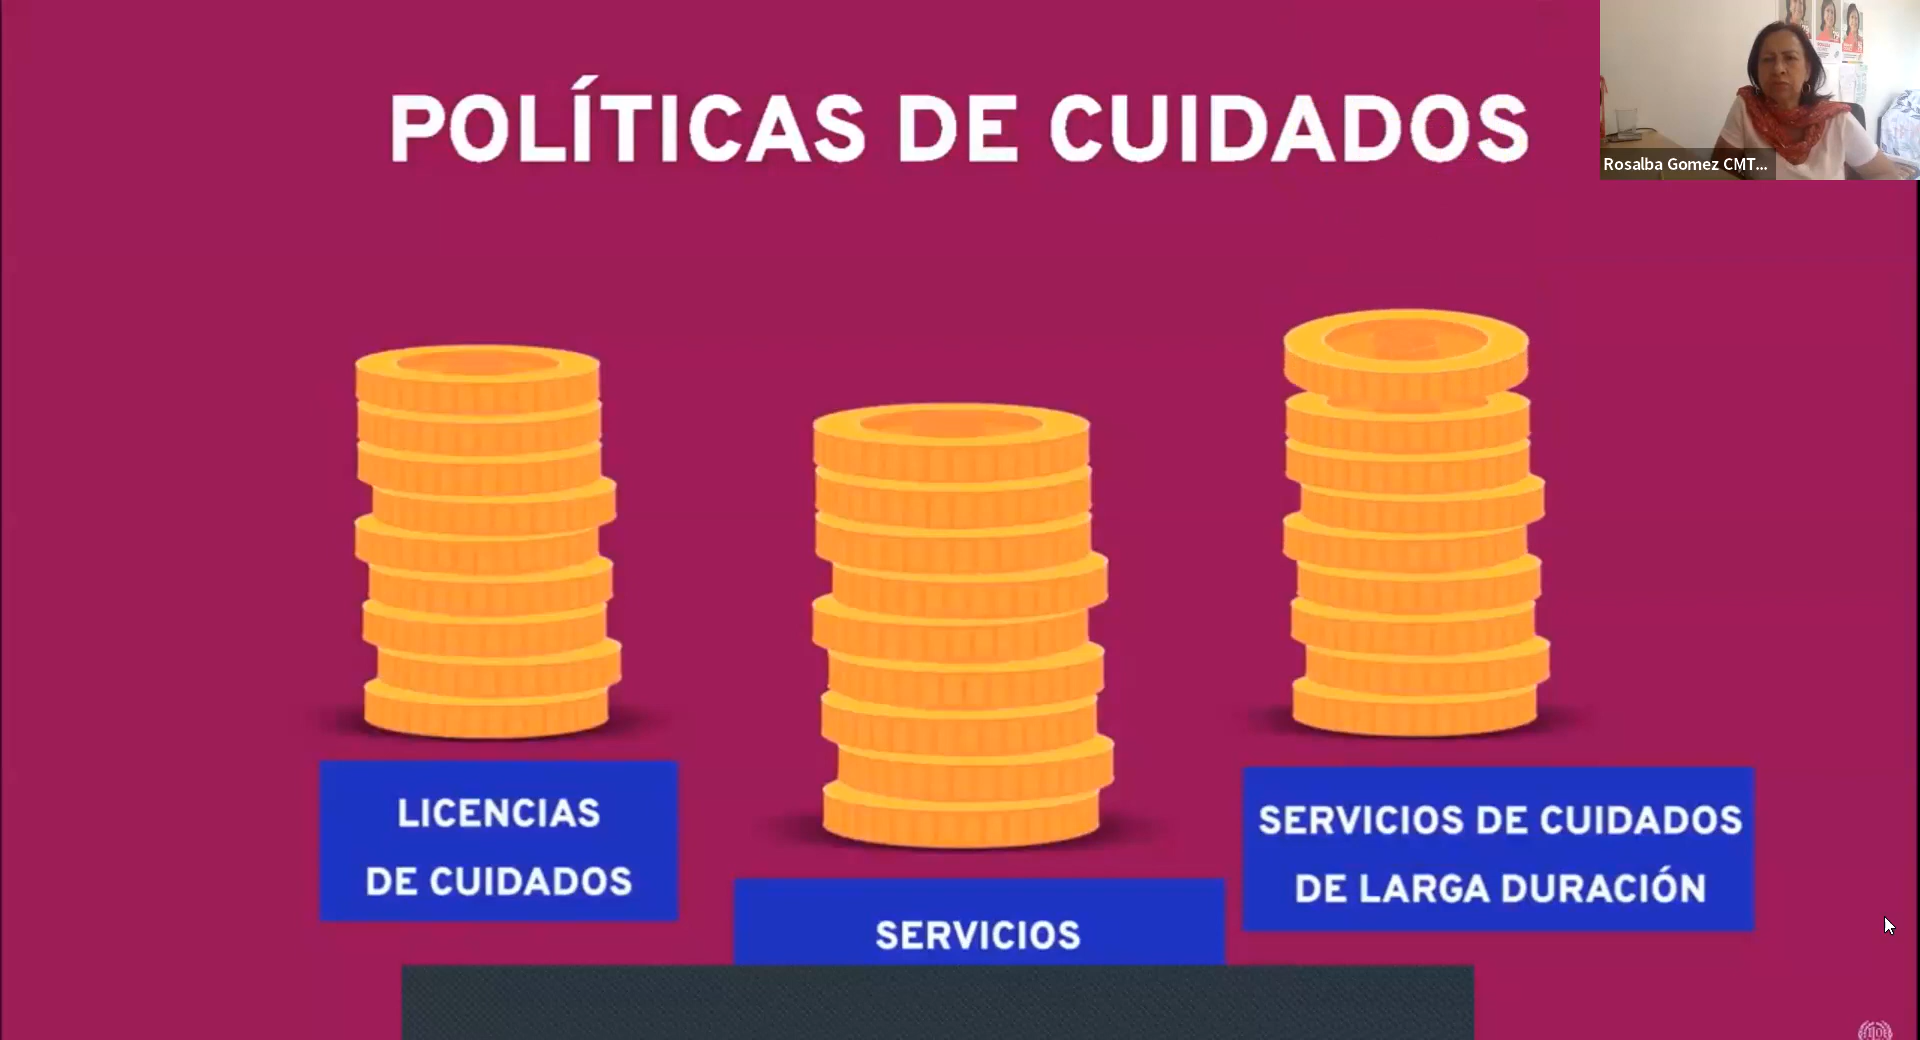 POLÍTICAS DE CUIDADOS
Rosalba Gomez CMT...
LICENCIAS
DE CUIDADOS
SERVICIOS
SERVICIOS DE CUIDADOS
DE LARGA DURACIÓN